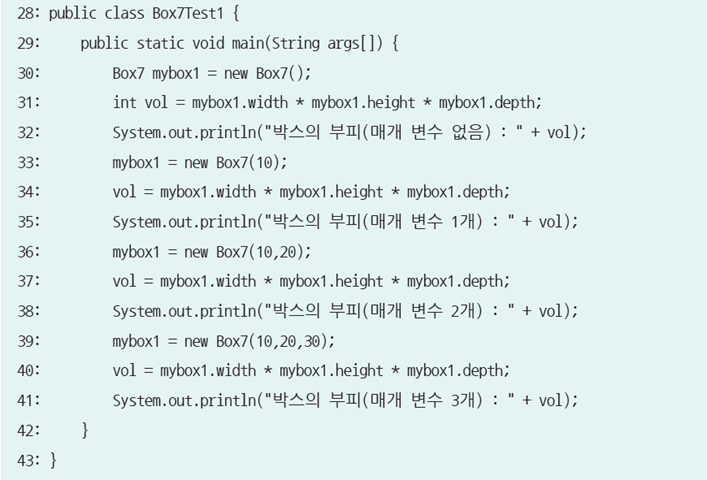 28: public class Box7Test1 {
29:     public static void main(String args[]) {
30:         Box7 mybox1 = new Box7();
31:         int vol = mybox1.width * mybox1.height * mybox1.depth;
32:         System.out.println("박스의 부피(매개 변수 없음) : " + vol);
33:         mybox1 = new Box7(10);
34:         vol = mybox1.width * mybox1.height * mybox1.depth;
35:         System.out.println("박스의 부피(매개 변수 1개) : " + vol);
36:         mybox1 = new Box7(10,20);
37:         vol = mybox1.width * mybox1.height * mybox1.depth;
38:         System.out.println("박스의 부피(매개 변수 2개) : " + vol);
39:         mybox1 = new Box7(10,20,30);
40:         vol = mybox1.width * mybox1.height * mybox1.depth;
41:         System.out.println("박스의 부피(매개 변수 3개) : " + vol);
42:     }
43: }